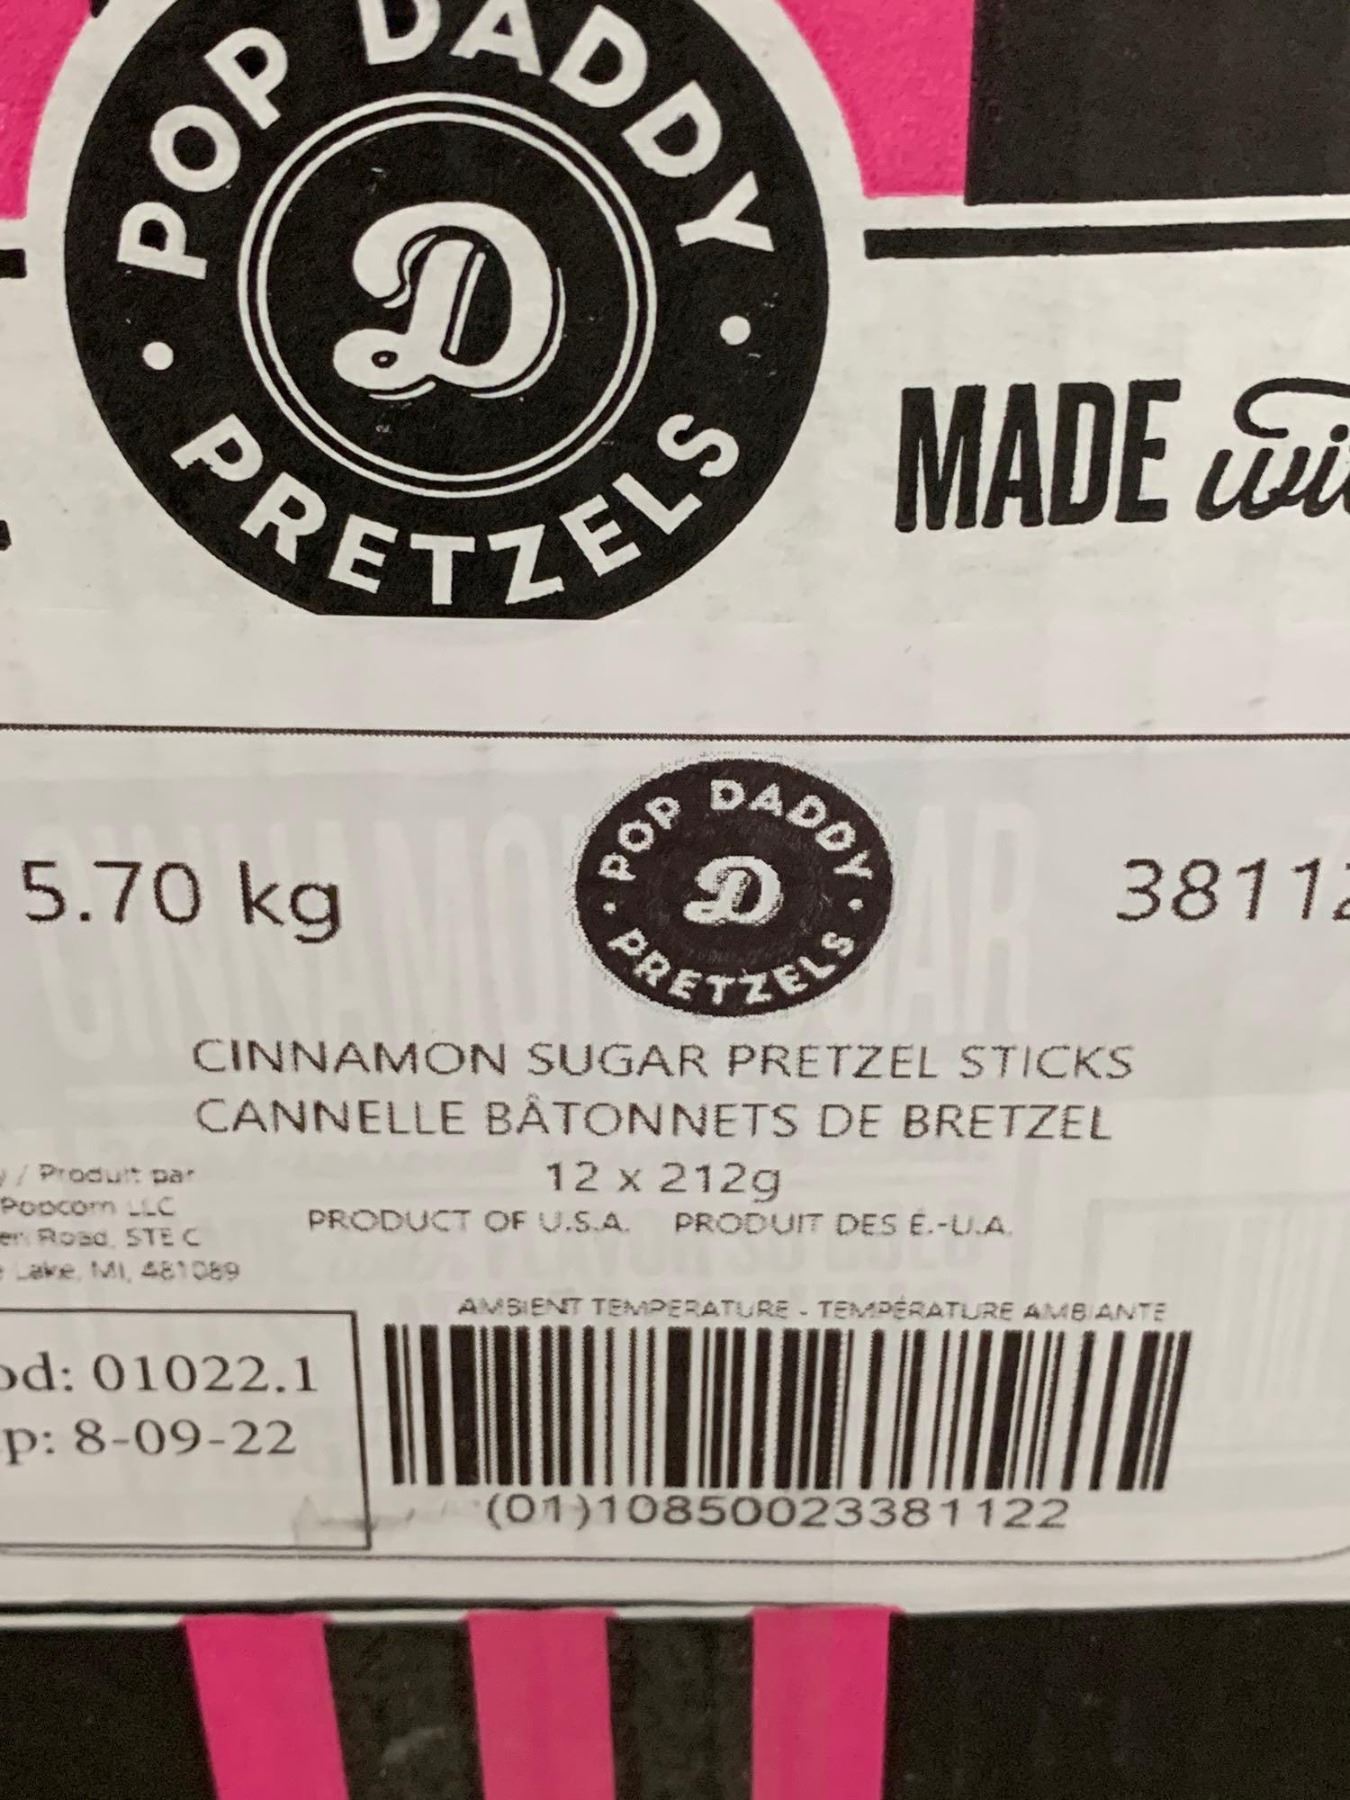 POP DADDY
D
PRETZELS
MADE
5.70 kg
POP DADDY
D
PRETZELS
3811
CINNAMON SUGAR PRETZEL STICKS
CANNELLE BÂTONNETS DE BRETZEL
12 x 212g
/ Produit par
Popcorn LLC
Road, STE C
Lake, MI, 481089
PRODUCT OF U.S.A. PRODUIT DES É.-U.A.
AMBIENT TEMPERATURE - TEMPÉRATURE AMBIANTE
od: 01022.1
p: 8-09-22
(01)10850023381122